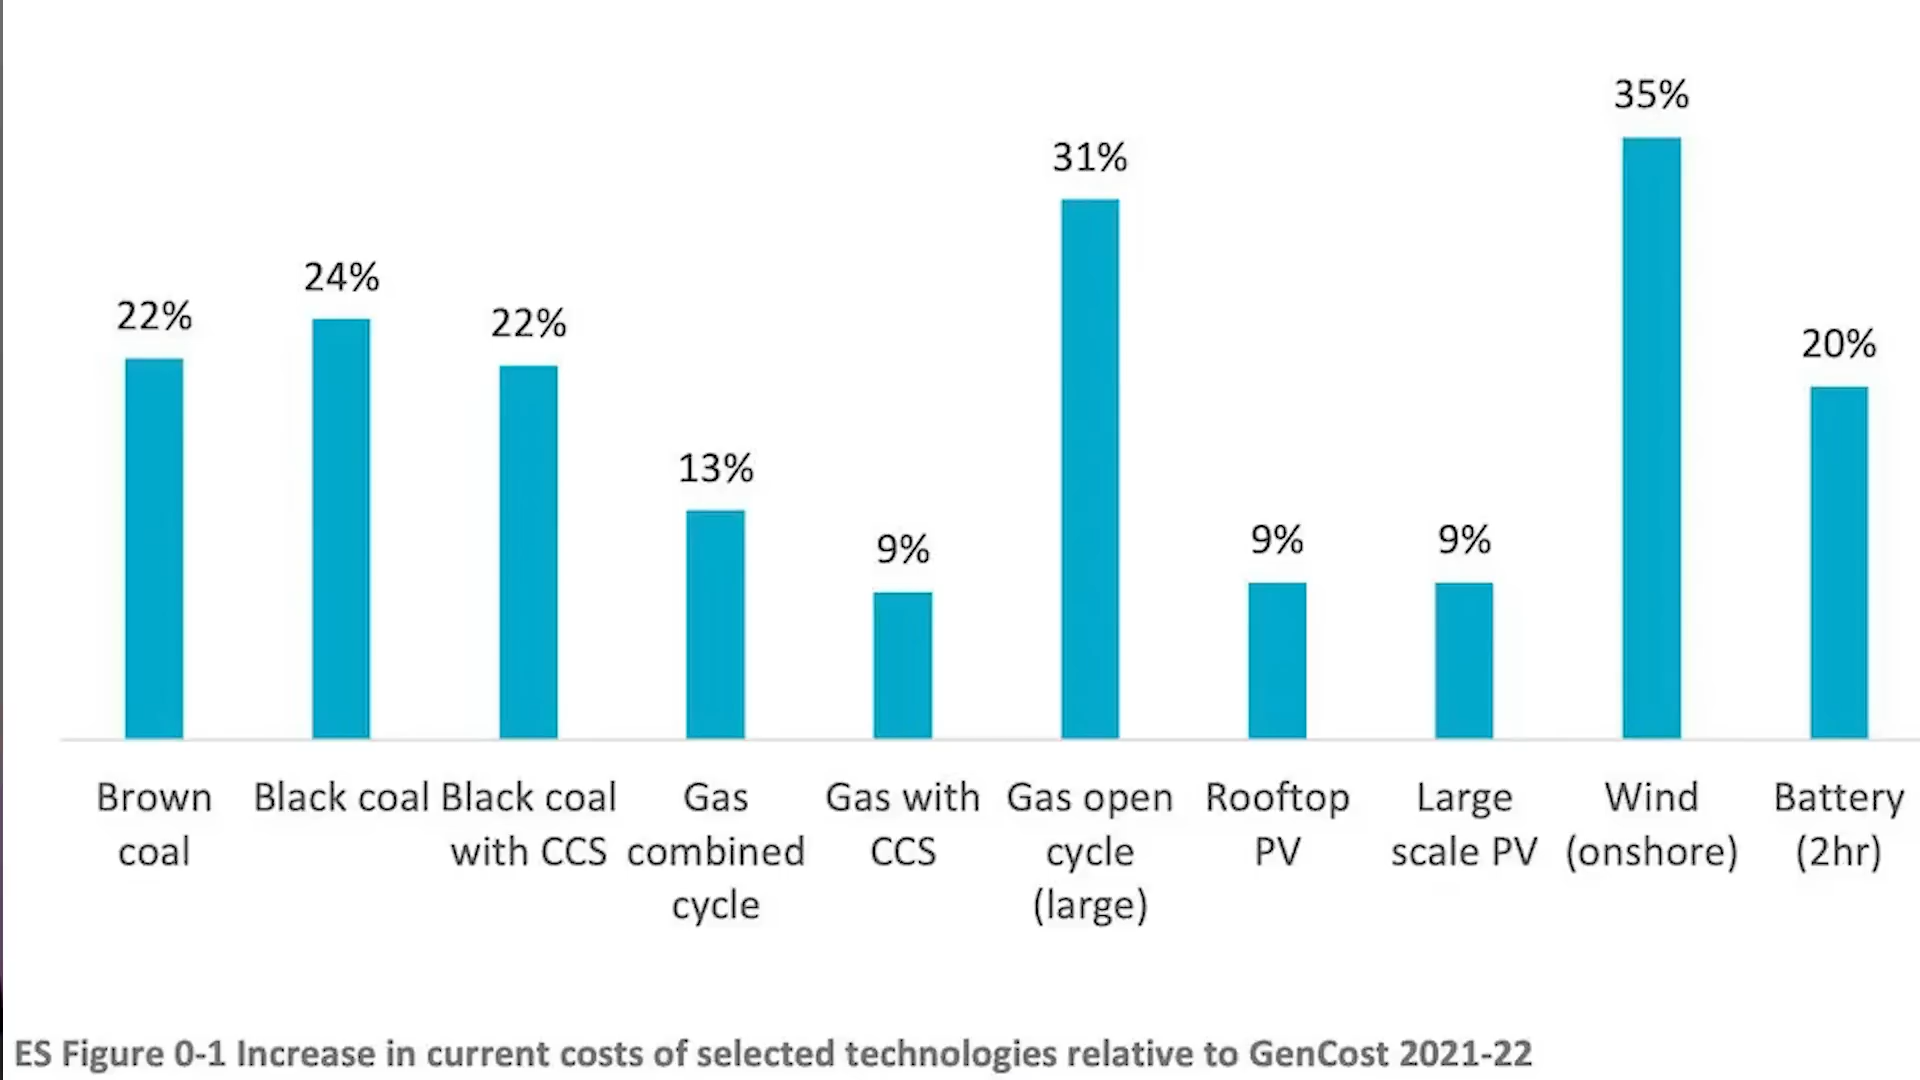 35%
31%
24%
22%
22%
20%
13%
9%
9%
9%
Brown
coal
Black coal
Black coal
with CCS
Gas
combined
cycle
Gas with
CCS
Gas open
cycle
(large)
Rooftop
PV
Large
scale PV
Wind
(onshore)
Battery
(2hr)
ES Figure 0-1 Increase in current costs of selected technologies relative to GenCost 2021-22